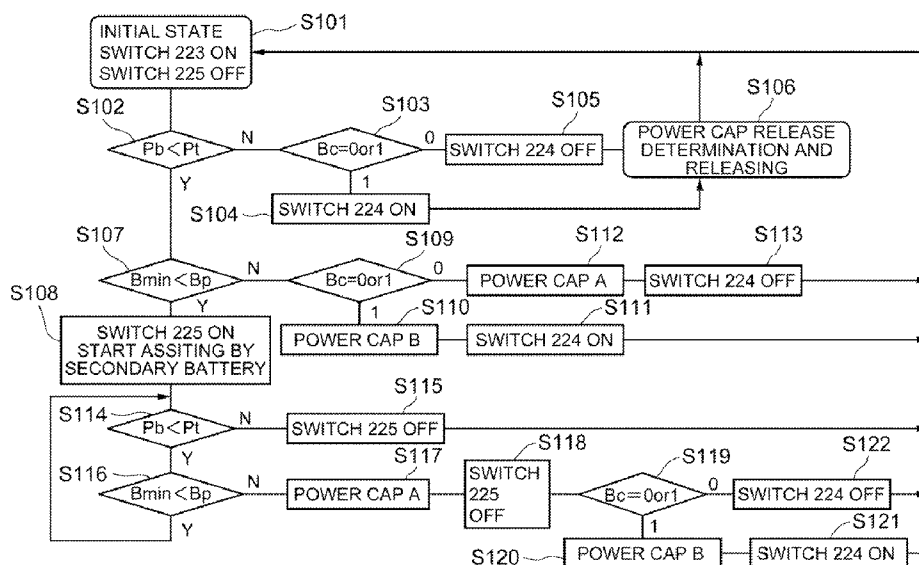 S101
INITIAL STATE
SWITCH 223 ON
SWITCH 225 OFF
S102
Pb<Pt
N
Y
S103
Bc=0or1
0
1
S105
SWITCH 224 OFF
S106
POWER CAP RELEASE
DETERMINATION AND
RELEASING
S104
SWITCH 224 ON
S107
Bmin<Bp
N
Y
S109
Bc=0or1
0
1
S112
POWER CAP A
S113
SWITCH 224 OFF
S108
SWITCH 225 ON
START ASSITING BY
SECONDARY BATTERY
S110
POWER CAP B
S111
SWITCH 224 ON
S114
Pb<Pt
N
Y
S115
SWITCH 225 OFF
S116
Bmin<Bp
N
Y
S117
POWER CAP A
S118
SWITCH
225
OFF
S119
Bc=0or1
0
1
S122
SWITCH 224 OFF
S120
POWER CAP B
S121
SWITCH 224 ON